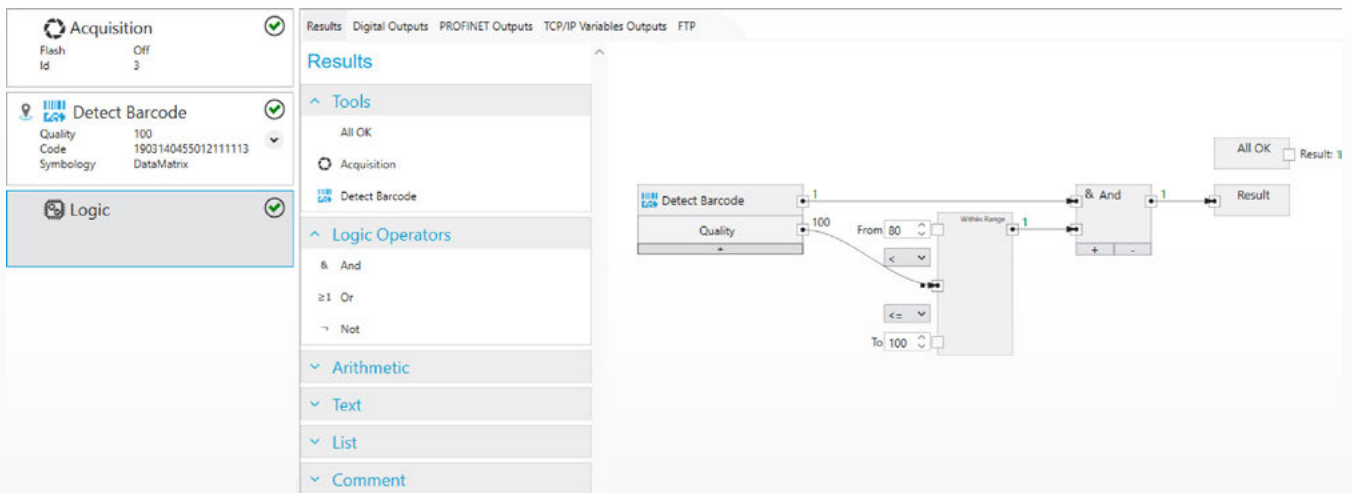 Acquisition
Flash Off
Id 3
Detect Barcode
Quality 100
Code 1903140455012111113
Symbology DataMatrix
Logic
Results Digital Outputs PROFINET Outputs TCP/IP Variables Outputs FTP
Results
Tools
All OK
Acquisition
Detect Barcode
Logic Operators
& And
≥1 Or
¬ Not
Arithmetic
Text
List
Comment
All OK Result: 1
Detect Barcode 1
Quality 100
+
From 80
<
<=
To 100
Within Range 1
& And 1
+ -
Result